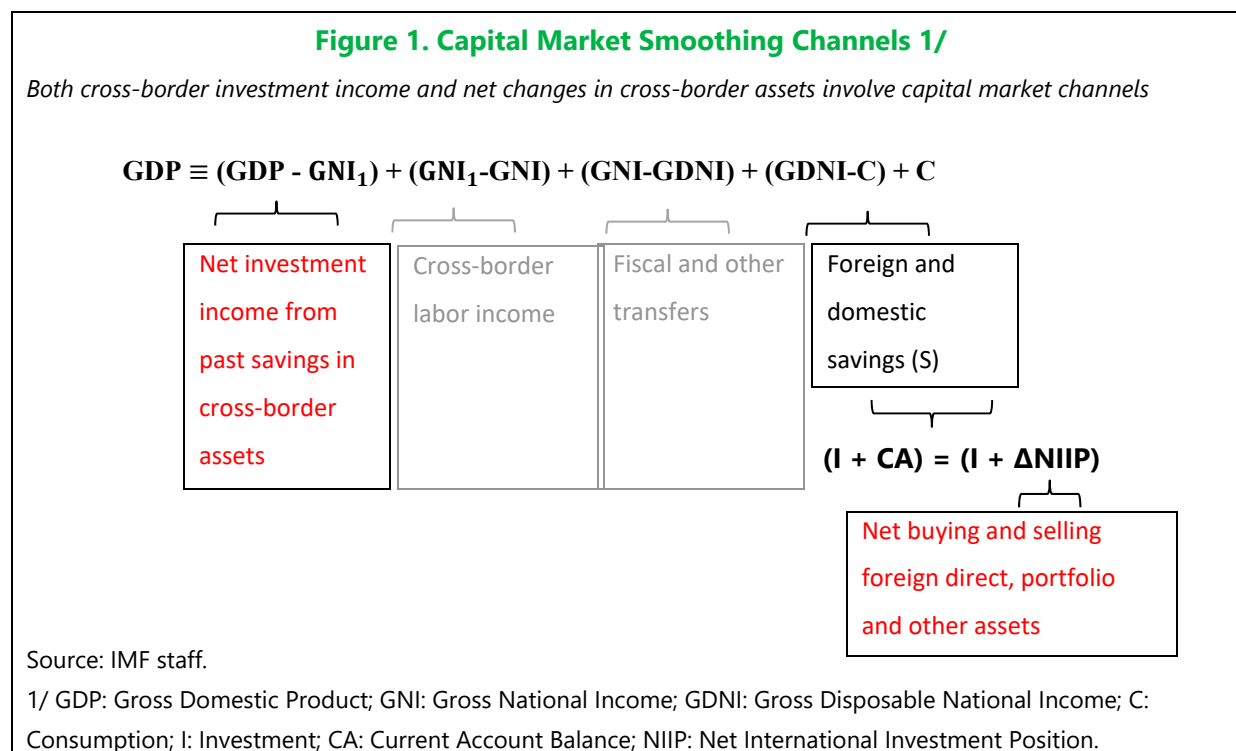 Figure 1. Capital Market Smoothing Channels 1/
Both cross-border investment income and net changes in cross-border assets involve capital market channels
GDP ≡ (GDP - GNI₁) + (GNI₁-GNI) + (GNI-GDNI) + (GDNI-C) + C
Net investment
income from
past savings in
cross-border
assets
Cross-border
labor income
Fiscal and other
transfers
Foreign and
domestic
savings (S)
(I + CA) = (I + ΔNIIP)
Net buying and selling
foreign direct, portfolio
and other assets
Source: IMF staff.
1/ GDP: Gross Domestic Product; GNI: Gross National Income; GDNI: Gross Disposable National Income; C:
Consumption; I: Investment; CA: Current Account Balance; NIIP: Net International Investment Position.